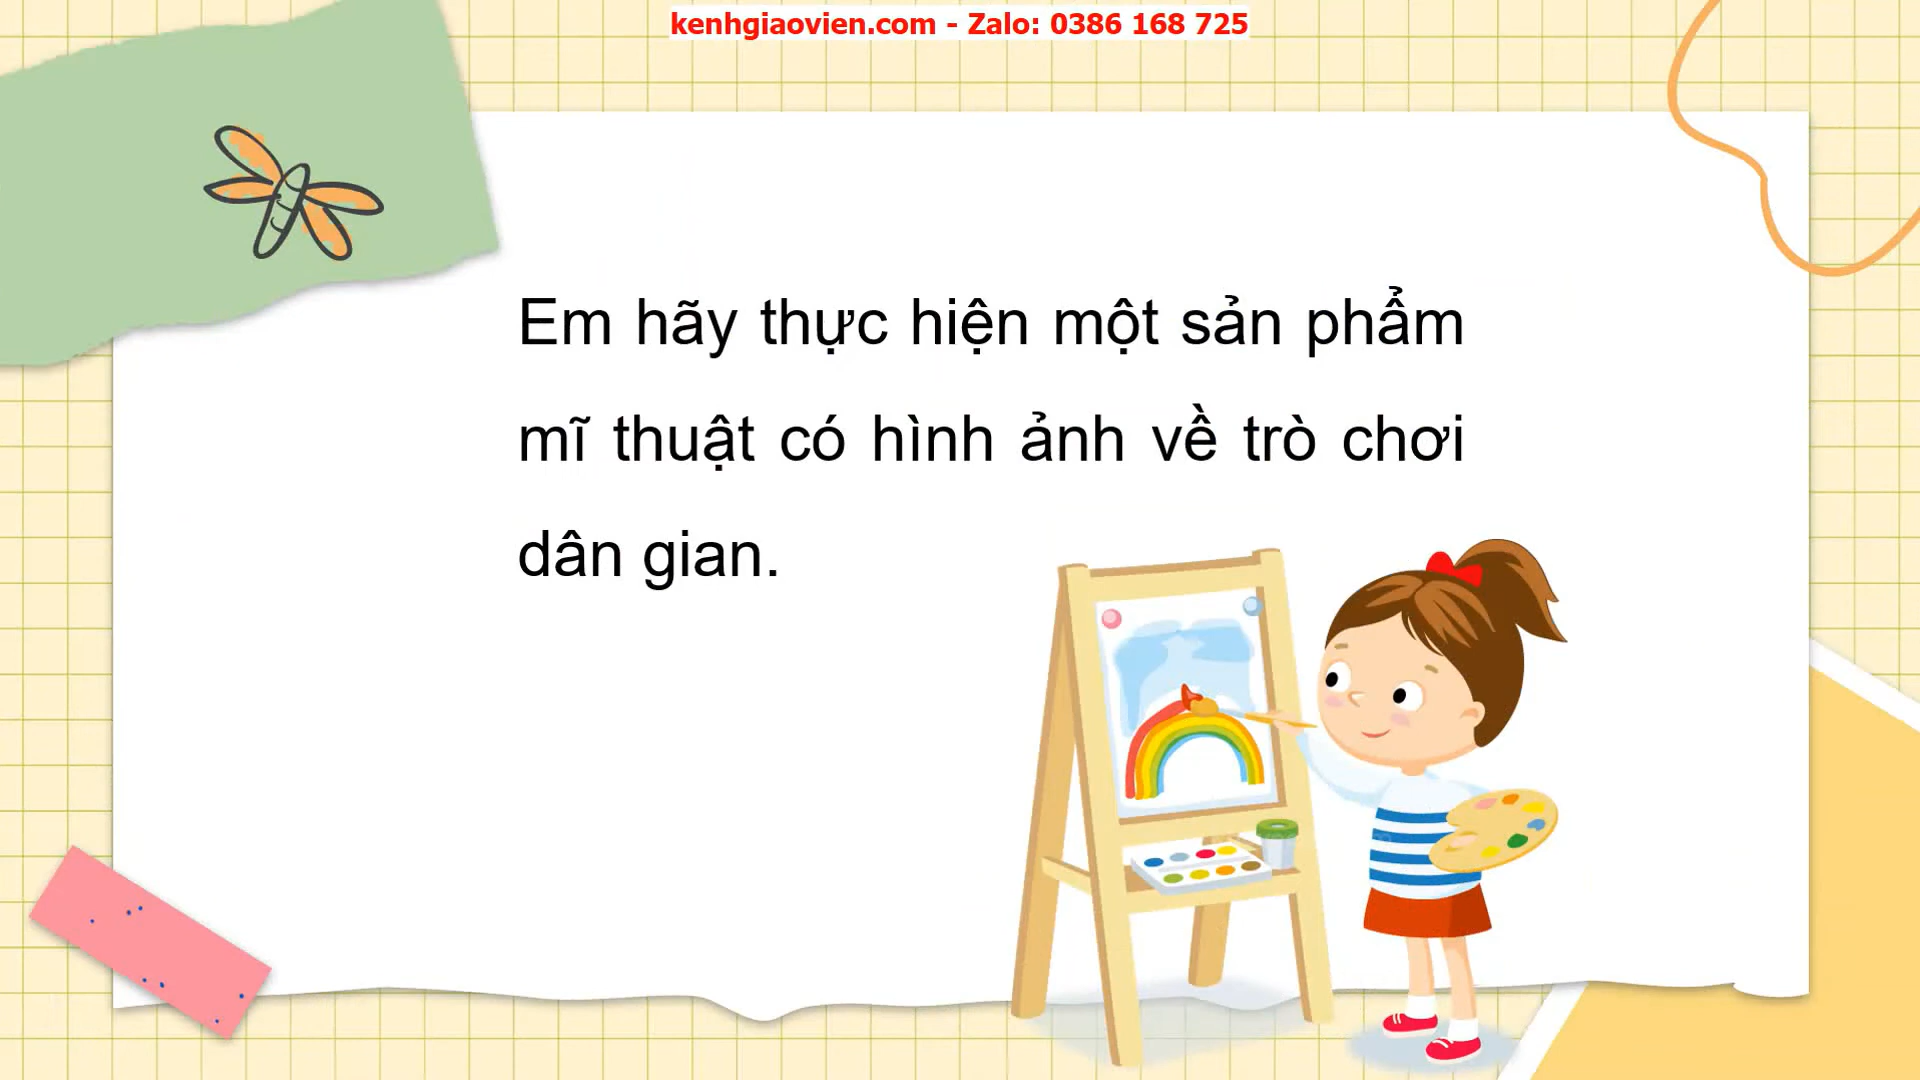 kenhgiaovien.com - Zalo: 0386 168 725
Em hãy thực hiện một sản phẩm
mĩ thuật có hình ảnh về trò chơi
dân gian.